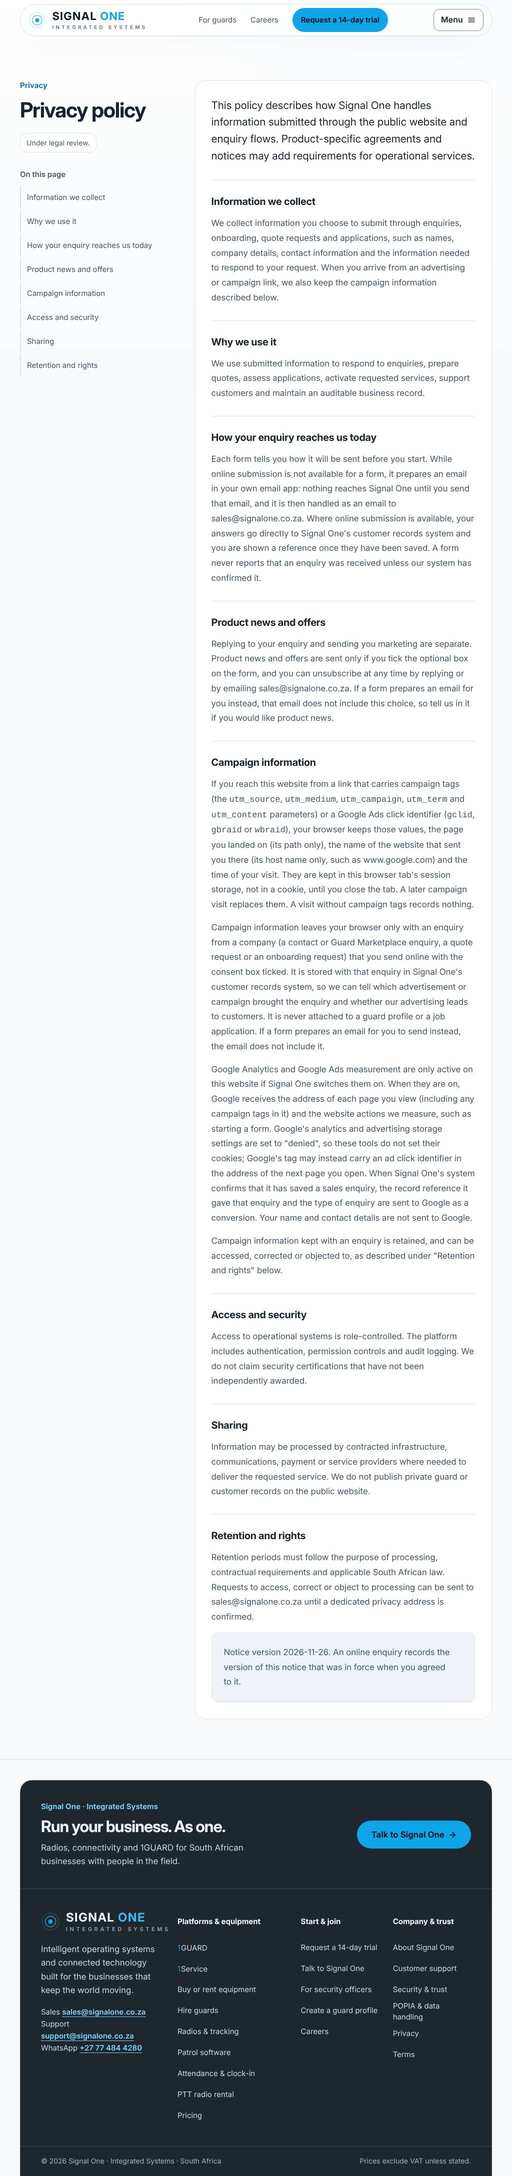 SIGNAL ONE
INTEGRATED SYSTEMS
For guards
Careers
Request a 14-day trial
Menu
Privacy
Privacy policy
Under legal review.
On this page
Information we collect
Why we use it
How your enquiry reaches us today
Product news and offers
Campaign information
Access and security
Sharing
Retention and rights
This policy describes how Signal One handles
information submitted through the public website and
enquiry flows. Product-specific agreements and
notices may add requirements for operational services.
Information we collect
We collect information you choose to submit through enquiries,
onboarding, quote requests and applications, such as names,
company details, contact information and the information needed
to respond to your request. When you arrive from an advertising
or campaign link, we also keep the campaign information
described below.
Why we use it
We use submitted information to respond to enquiries, prepare
quotes, assess applications, activate requested services, support
customers and maintain an auditable business record.
How your enquiry reaches us today
Each form tells you how it will be sent before you start. While
online submission is not available for a form, it prepares an email
in your own email app: nothing reaches Signal One until you send
that email, and it is then handled as an email to
sales@signalone.co.za. Where online submission is available, your
answers go directly to Signal One's customer records system and
you are shown a reference once they have been saved. A form
never reports that an enquiry was received unless our system has
confirmed it.
Product news and offers
Replying to your enquiry and sending you marketing are separate.
Product news and offers are sent only if you tick the optional box
on the form, and you can unsubscribe at any time by replying or
by emailing sales@signalone.co.za. If a form prepares an email for
you instead, that email does not include this choice, so tell us in it
if you would like product news.
Campaign information
If you reach this website from a link that carries campaign tags
(the utm_source, utm_medium, utm_campaign, utm_term and
utm_content parameters) or a Google Ads click identifier (gclid,
gbraid or wbraid), your browser keeps those values, the page
you landed on (its path only), the name of the website that sent
you there (its host name only, such as www.google.com) and the
time of your visit. They are kept in this browser tab's session
storage, not in a cookie, until you close the tab. A later campaign
visit replaces them. A visit without campaign tags records nothing.
Campaign information leaves your browser only with an enquiry
from a company (a contact or Guard Marketplace enquiry, a quote
request or an onboarding request) that you send online with the
consent box ticked. It is stored with that enquiry in Signal One's
customer records system, so we can tell which advertisement or
campaign brought the enquiry and whether our advertising leads
to customers. It is never attached to a guard profile or a job
application. If a form prepares an email for you to send instead,
the email does not include it.
Google Analytics and Google Ads measurement are only active on
this website if Signal One switches them on. When they are on,
Google receives the address of each page you view (including any
campaign tags in it) and the website actions we measure, such as
starting a form. Google's analytics and advertising storage
settings are set to "denied", so these tools do not set their
cookies; Google's tag may instead carry an ad click identifier in
the address of the next page you open. When Signal One's system
confirms that it has saved a sales enquiry, the record reference it
gave that enquiry and the type of enquiry are sent to Google as a
conversion. Your name and contact details are not sent to Google.
Campaign information kept with an enquiry is retained, and can be
accessed, corrected or objected to, as described under "Retention
and rights" below.
Access and security
Access to operational systems is role-controlled. The platform
includes authentication, permission controls and audit logging. We
do not claim security certifications that have not been
independently awarded.
Sharing
Information may be processed by contracted infrastructure,
communications, payment or service providers where needed to
deliver the requested service. We do not publish private guard or
customer records on the public website.
Retention and rights
Retention periods must follow the purpose of processing,
contractual requirements and applicable South African law.
Requests to access, correct or object to processing can be sent to
sales@signalone.co.za until a dedicated privacy address is
confirmed.
Notice version 2026-11-26. An online enquiry records the
version of this notice that was in force when you agreed
to it.
Signal One · Integrated Systems
Run your business. As one.
Radios, connectivity and 1GUARD for South African
businesses with people in the field.
Talk to Signal One →
SIGNAL ONE
INTEGRATED SYSTEMS
Intelligent operating systems
and connected technology
built for the businesses that
keep the world moving.
Sales sales@signalone.co.za
Support
support@signalone.co.za
WhatsApp +27 77 484 4280
Platforms & equipment
1GUARD
1Service
Buy or rent equipment
Hire guards
Radios & tracking
Patrol software
Attendance & clock-in
PTT radio rental
Pricing
Start & join
Request a 14-day trial
Talk to Signal One
For security officers
Create a guard profile
Careers
Company & trust
About Signal One
Customer support
Security & trust
POPIA & data
handling
Privacy
Terms
© 2026 Signal One · Integrated Systems · South Africa
Prices exclude VAT unless stated.